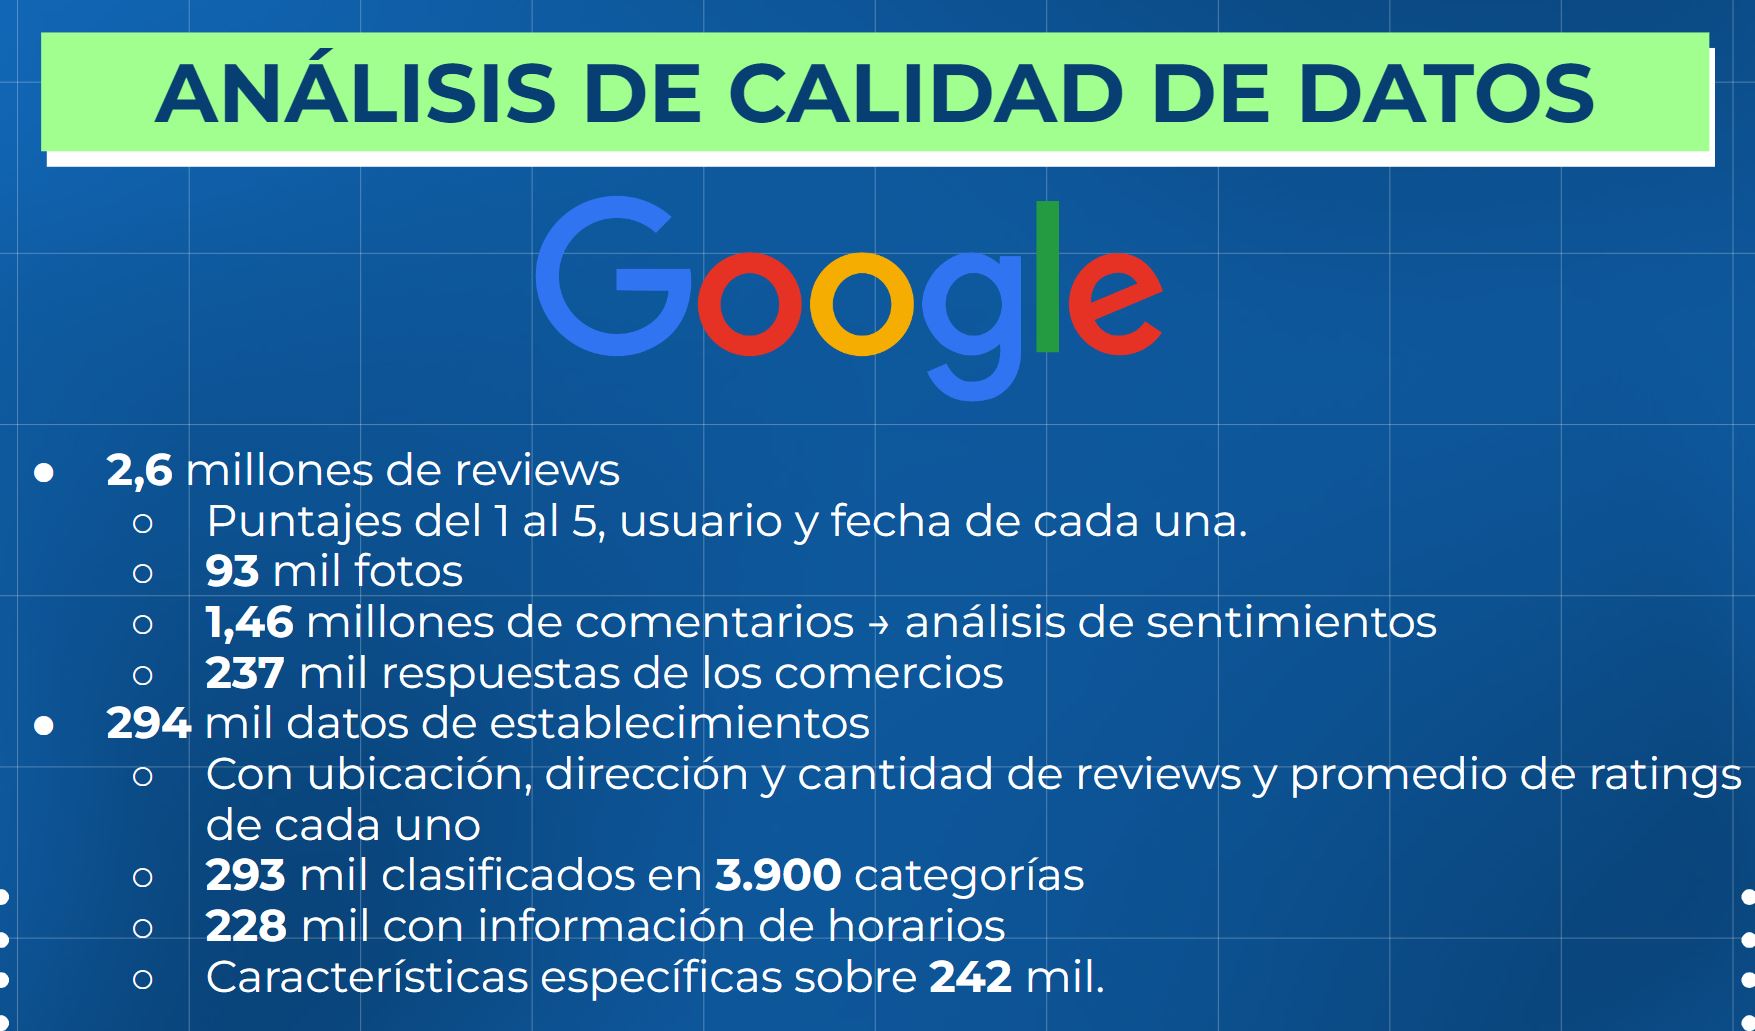 ANÁLISIS DE CALIDAD DE DATOS
Google
● 2,6 millones de reviews
○ Puntajes del 1 al 5, usuario y fecha de cada una.
○ 93 mil fotos
○ 1,46 millones de comentarios → análisis de sentimientos
○ 237 mil respuestas de los comercios
● 294 mil datos de establecimientos
○ Con ubicación, dirección y cantidad de reviews y promedio de ratings
de cada uno
○ 293 mil clasificados en 3.900 categorías
○ 228 mil con información de horarios
○ Características específicas sobre 242 mil.